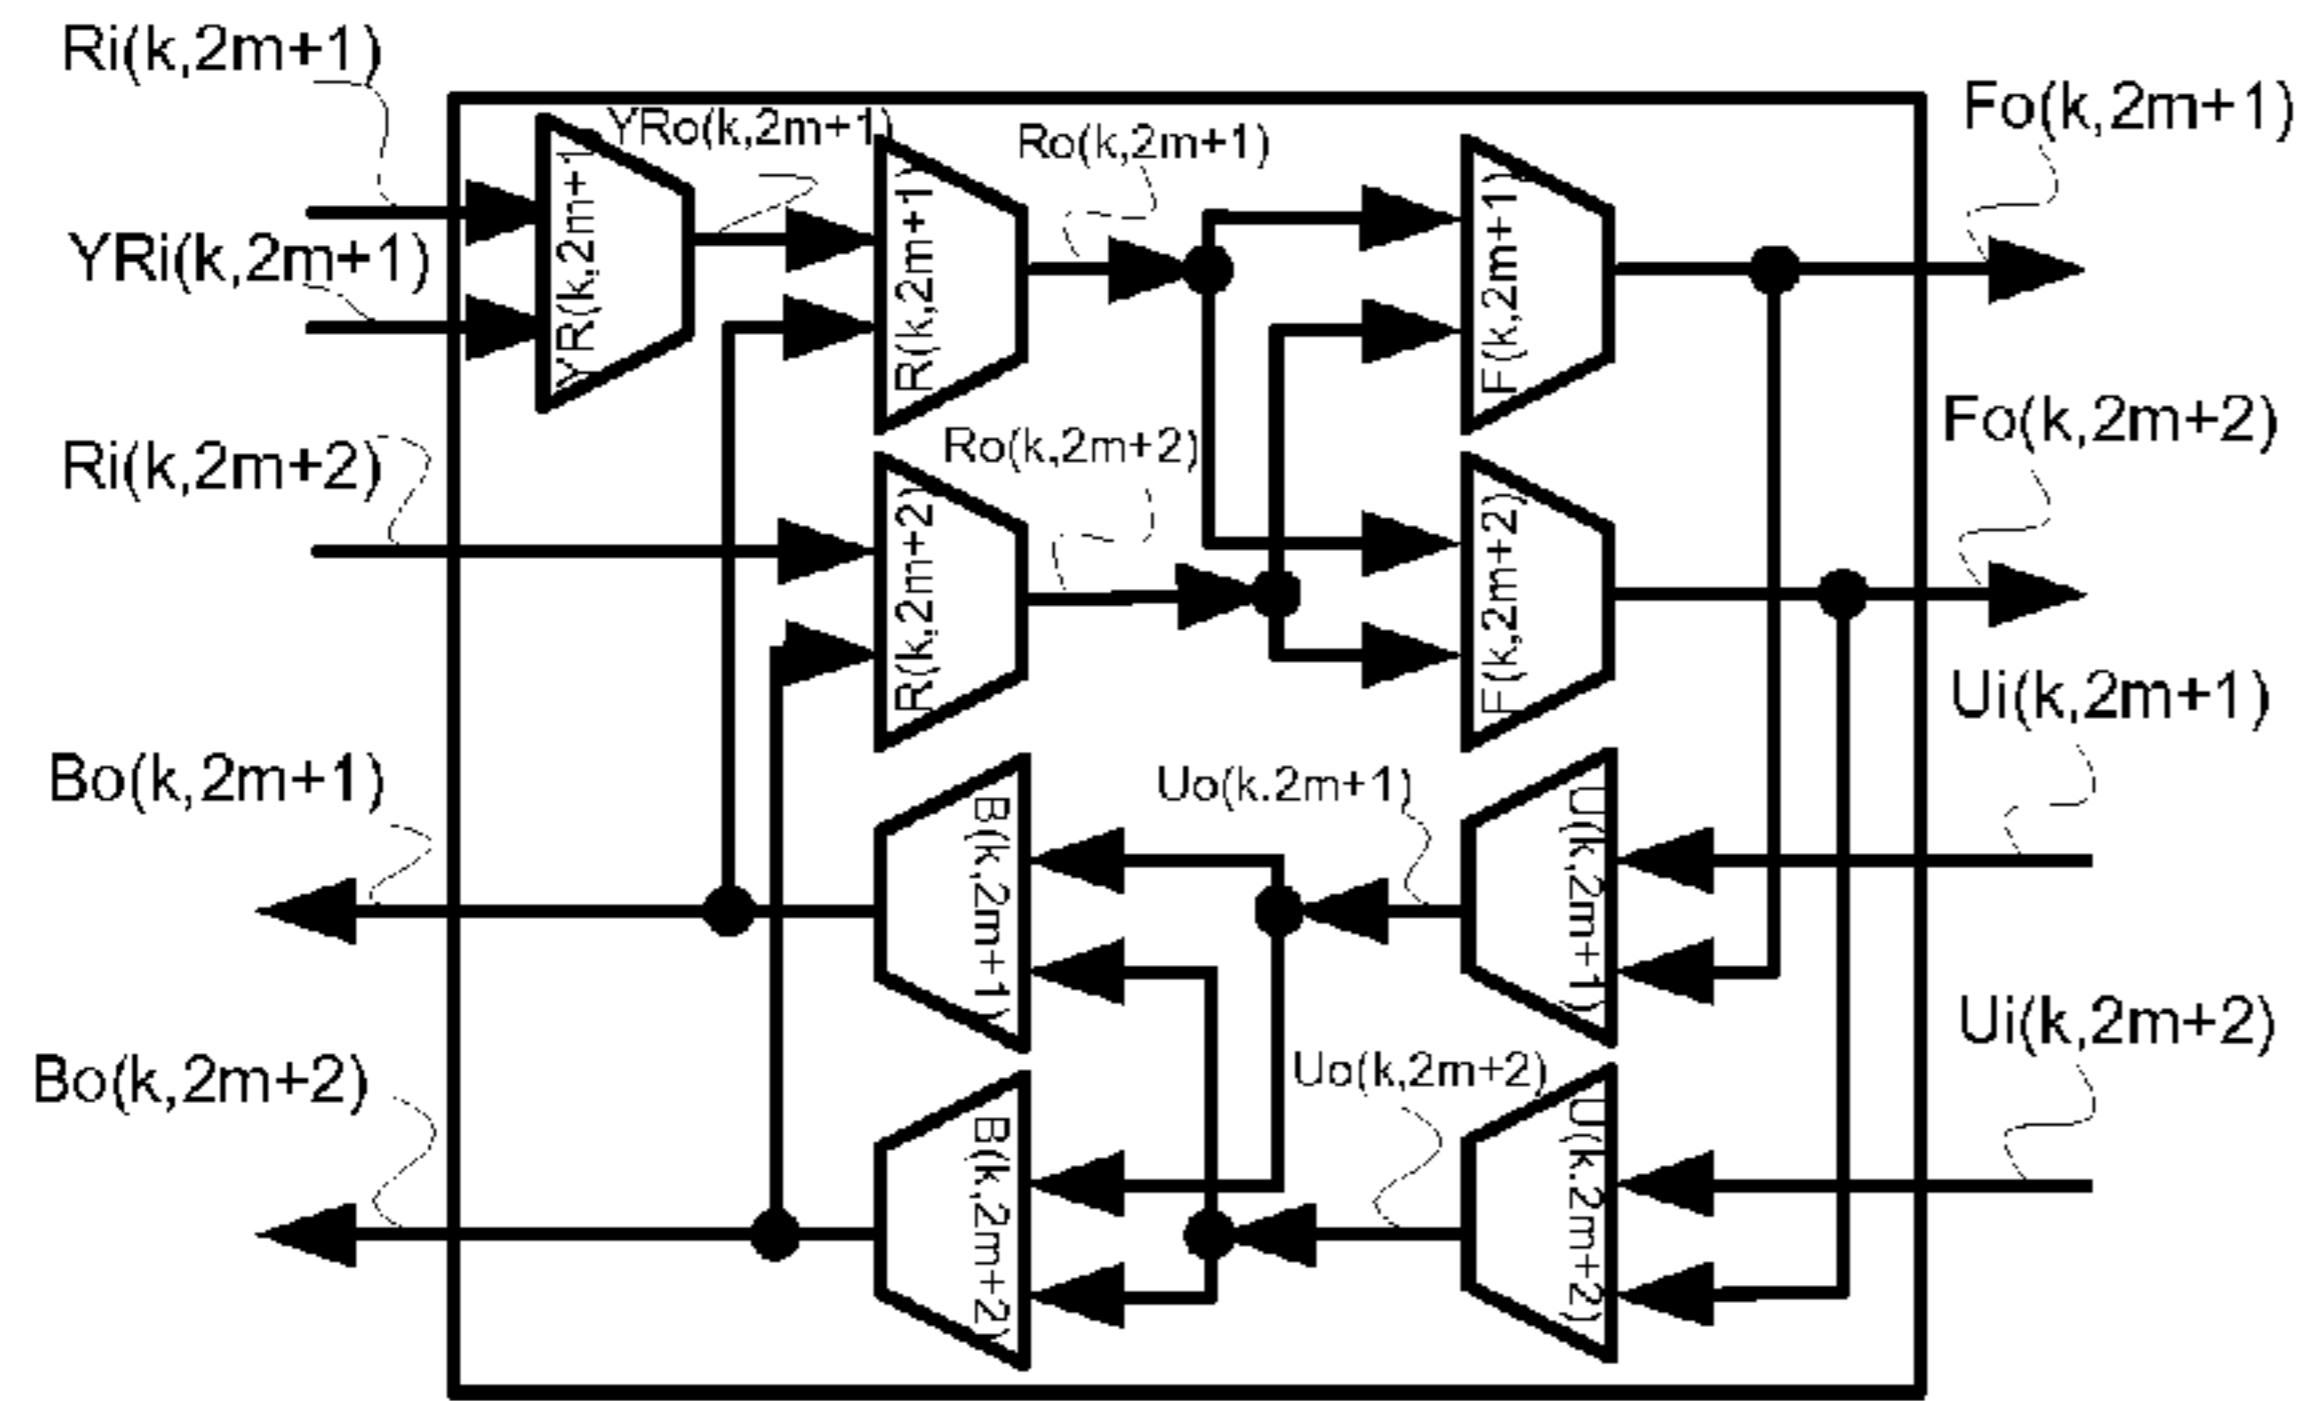 Ri(k,2m+1)
YRi(k,2m+1)
Ri(k,2m+2)
Bo(k,2m+1)
Bo(k,2m+2)
YR(k,2m+1)
YRo(k,2m+1)
R(k,2m+1)
Ro(k,2m+1)
F(k,2m+1)
R(k,2m+2)
Ro(k,2m+2)
F(k,2m+2)
B(k,2m+1)
Uo(k.2m+1)
U(k,2m+1)
B(k,2m+2)
Uo(k,2m+2)
U(k.2m+2)
Fo(k,2m+1)
Fo(k,2m+2)
Ui(k,2m+1)
Ui(k,2m+2)